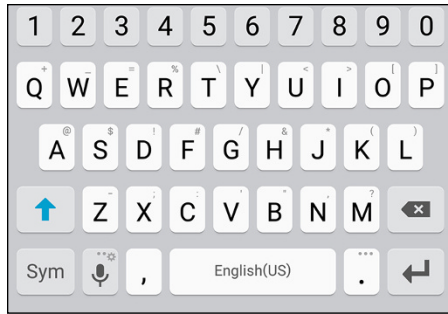 1 2 3 4 5 6 7 8 9 0
+ _ = % \ | < > [ ]
Q W E R T Y U I O P
@ $ ! # / & * ( )
A S D F G H J K L
- ; : ' " ?
Z X C V B N M
Sym , English(US) .